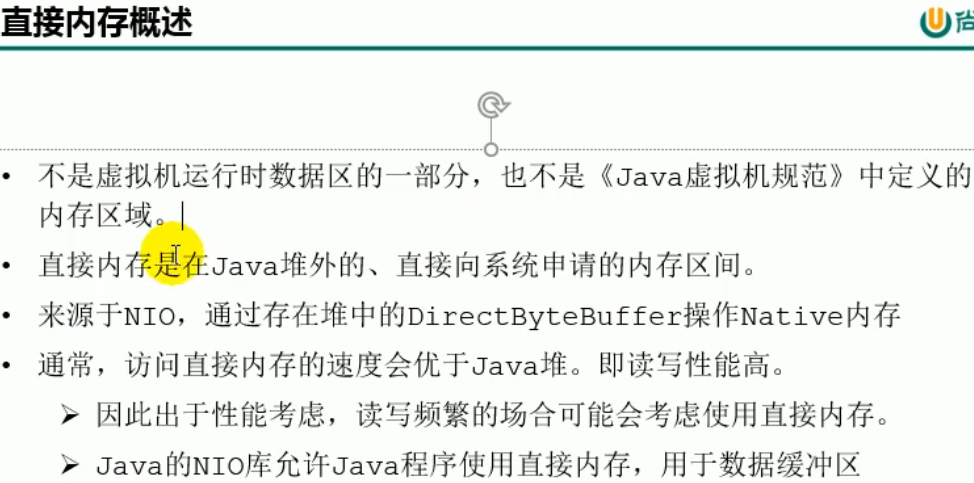 直接内存概述
尚
• 不是虚拟机运行时数据区的一部分，也不是《Java虚拟机规范》中定义的
内存区域。
• 直接内存是在Java堆外的、直接向系统申请的内存区间。
• 来源于NIO，通过存在堆中的DirectByteBuffer操作Native内存
• 通常，访问直接内存的速度会优于Java堆。即读写性能高。
➢ 因此出于性能考虑，读写频繁的场合可能会考虑使用直接内存。
➢ Java的NIO库允许Java程序使用直接内存，用于数据缓冲区